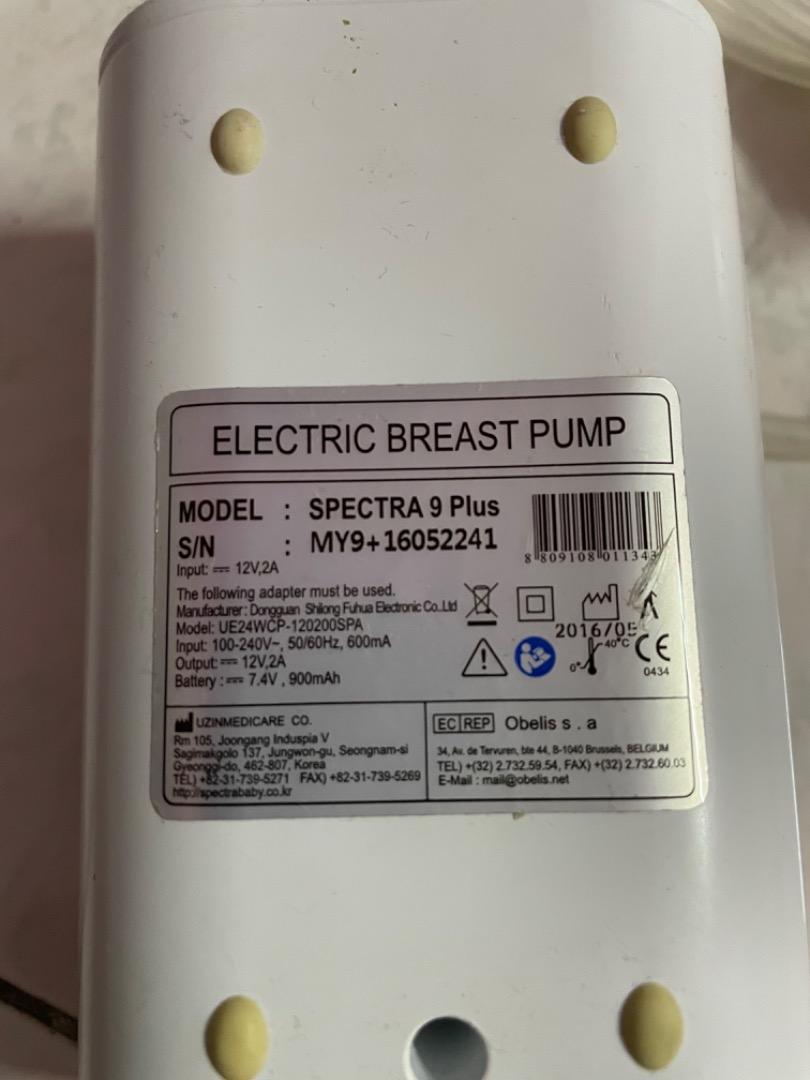 ELECTRIC BREAST PUMP
MODEL : SPECTRA 9 Plus
S/N : MY9+16052241
Input: ⎓ 12V,2A
The following adapter must be used.
Manufacturer: Dongguan Shilong Fuhua Electronic Co.,Ltd
Model: UE24WCP-120200SPA
Input: 100-240V~, 50/60Hz, 600mA
Output: ⎓ 12V,2A
Battery : ⎓ 7.4V , 900mAh
8 809108 011343
2016/05
0° 40°C
CE
0434
UZINMEDICARE CO.
Rm 105, Joongang Induspia V
Sagimakgolo 137, Jungwon-gu, Seongnam-si
Gyeonggi-do, 462-807, Korea
TEL) +82-31-739-5271 FAX) +82-31-739-5269
http://spectrababy.co.kr
EC REP Obelis s . a
34, Av. de Tervuren, bte 44, B-1040 Brussels, BELGIUM
TEL) +(32) 2.732.59.54, FAX) +(32) 2.732.60.03
E-Mail : mail@obelis.net